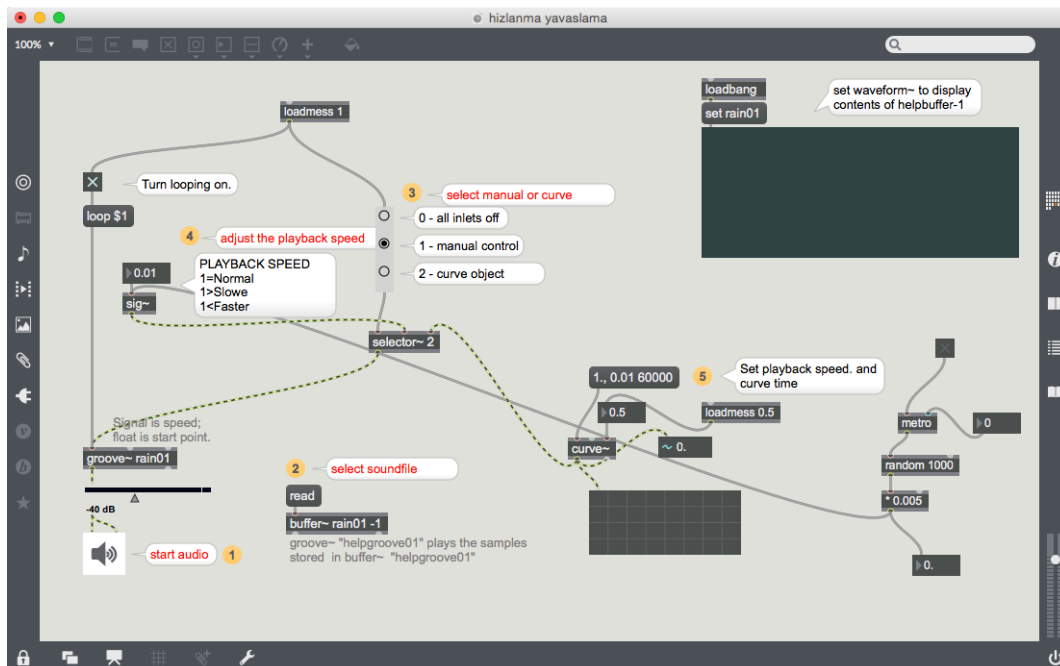 hizlanma yavaslama
100%
loadmess 1
loadbang
set rain01
set waveform~ to display
contents of helpbuffer-1
Turn looping on.
loop $1
3
select manual or curve
0 - all inlets off
1 - manual control
2 - curve object
4
adjust the playback speed
0.01
PLAYBACK SPEED
1=Normal
1>Slowe
1<Faster
sig~
selector~ 2
1., 0.01 60000
5
Set playback speed. and
curve time
0.5
loadmess 0.5
curve~
~ 0.
metro
0
random 1000
* 0.005
0.
Signal is speed;
float is start point.
groove~ rain01
-40 dB
1
start audio
2
select soundfile
read
buffer~ rain01 -1
groove~ "helpgroove01" plays the samples
stored in buffer~ "helpgroove01"